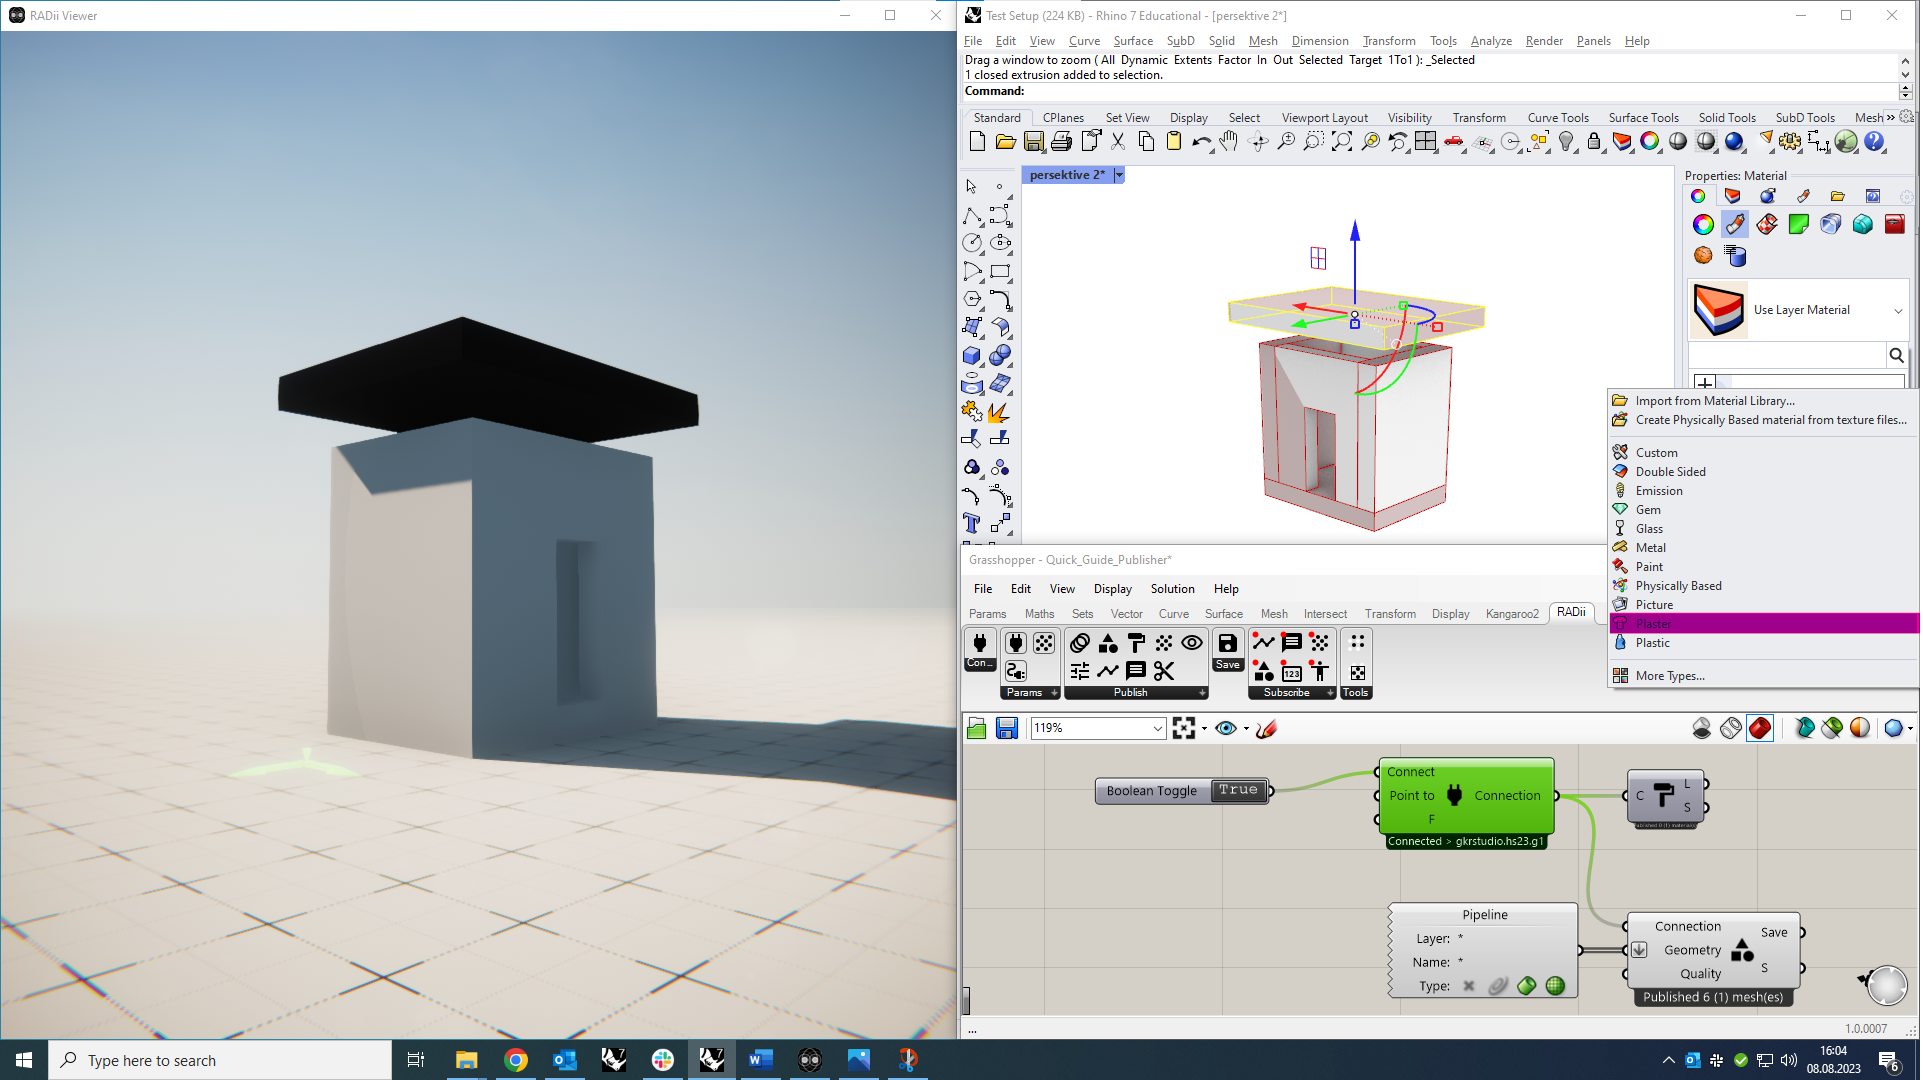 RADii Viewer
Test Setup (224 KB) - Rhino 7 Educational - [persektive 2*]
File Edit View Curve Surface SubD Solid Mesh Dimension Transform Tools Analyze Render Panels Help
Drag a window to zoom ( All Dynamic Extents Factor In Out Selected Target 1To1 ): _Selected
1 closed extrusion added to selection.
Command:
Standard CPlanes Set View Display Select Viewport Layout Visibility Transform Curve Tools Surface Tools Solid Tools SubD Tools Mesh »
persektive 2*
Properties: Material
Use Layer Material
Import from Material Library...
Create Physically Based material from texture files...
Custom
Double Sided
Emission
Gem
Glass
Metal
Paint
Physically Based
Picture
Plaster
Plastic
More Types...
Grasshopper - Quick_Guide_Publisher*
File Edit View Display Solution Help
Params Maths Sets Vector Curve Surface Mesh Intersect Transform Display Kangaroo2 RADii
Con...
Save
123
Params Publish Subscribe Tools
119%
Boolean Toggle True
Connect
Point to
F
Connection
Connected > gkrstudio.hs23.g1
C
L
S
Pipeline
Layer: *
Name: *
Type:
Connection
Geometry
Quality
Save
S
Published 6 (1) mesh(es)
...
1.0.0007
Type here to search
16:04
08.08.2023
6